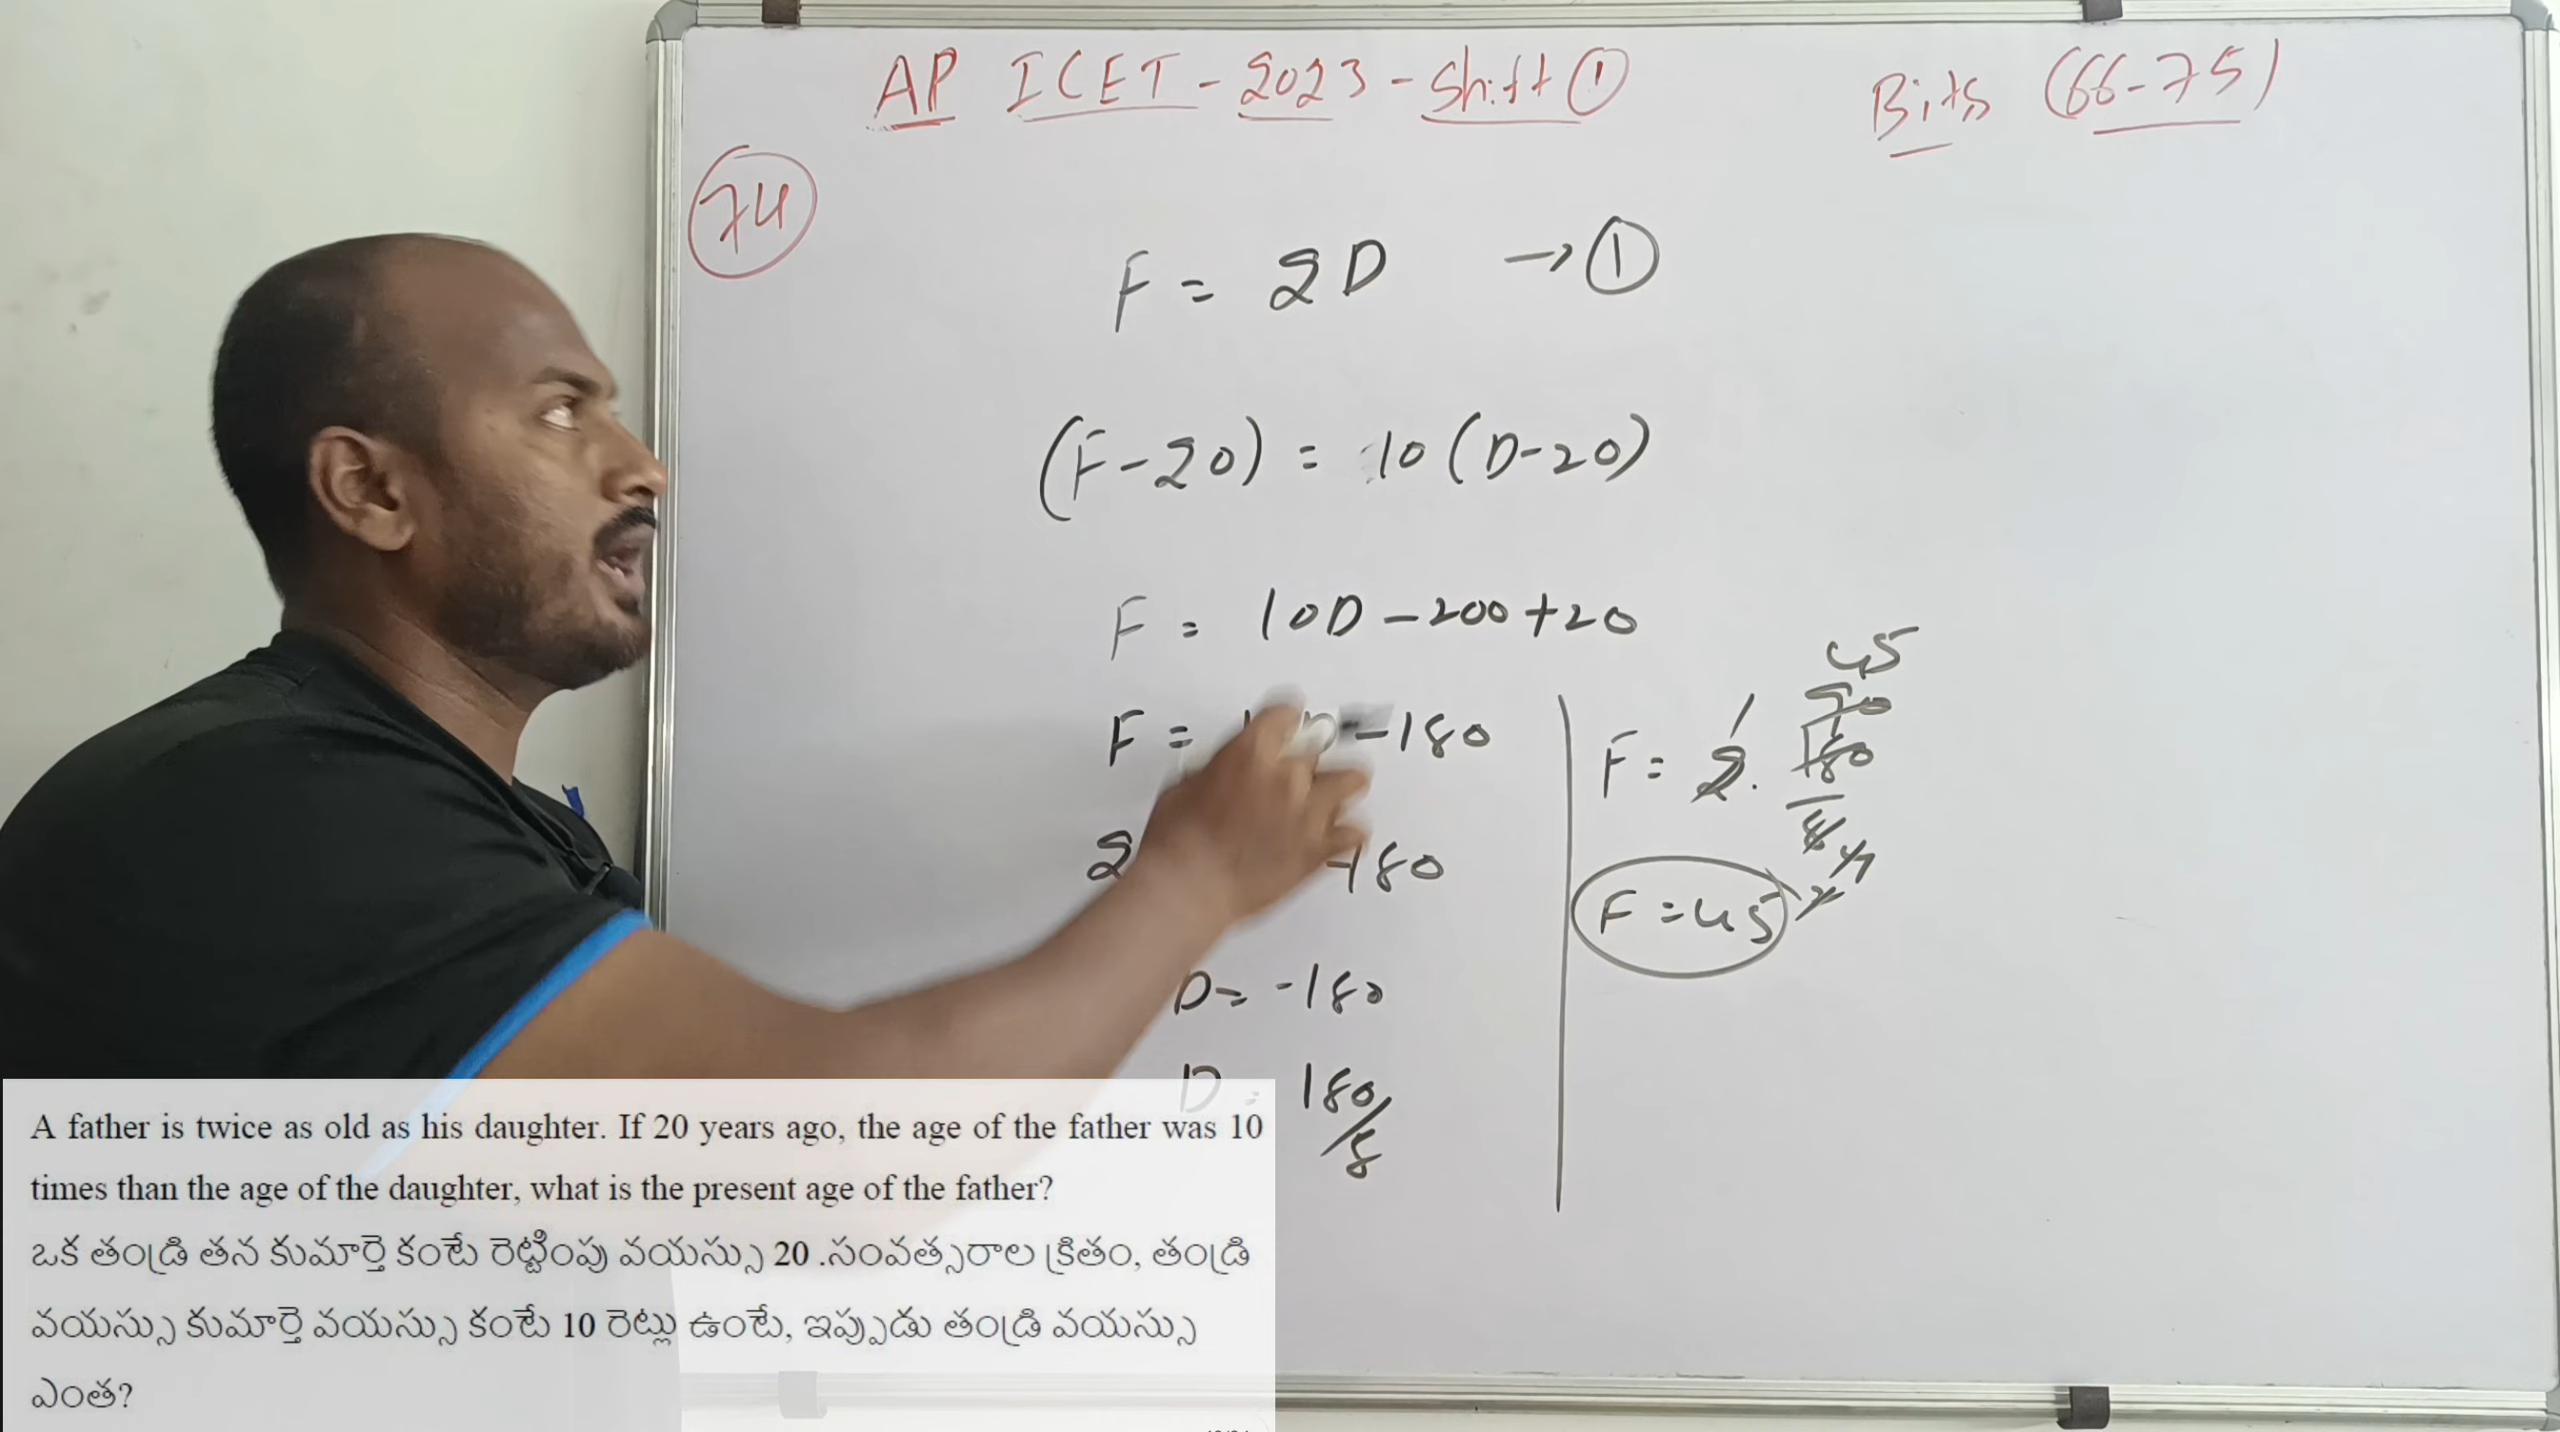 AP ICET - 2023 - Shift ①
Bits (66-75)
74
F = 2D → ①
(F-20) = 10 (D-20)
F = 10D - 200 + 20
F = -180
2 -180
D = -180
D = 180/8
F = 2. 180
90
45
8
F = 45
A father is twice as old as his daughter. If 20 years ago, the age of the father was 10
times than the age of the daughter, what is the present age of the father?
ఒక తండ్రి తన కుమార్తె కంటే రెట్టింపు వయస్సు 20 .సంవత్సరాల క్రితం, తండ్రి
వయస్సు కుమార్తె వయస్సు కంటే 10 రెట్లు ఉంటే, ఇప్పుడు తండ్రి వయస్సు
ఎంత?